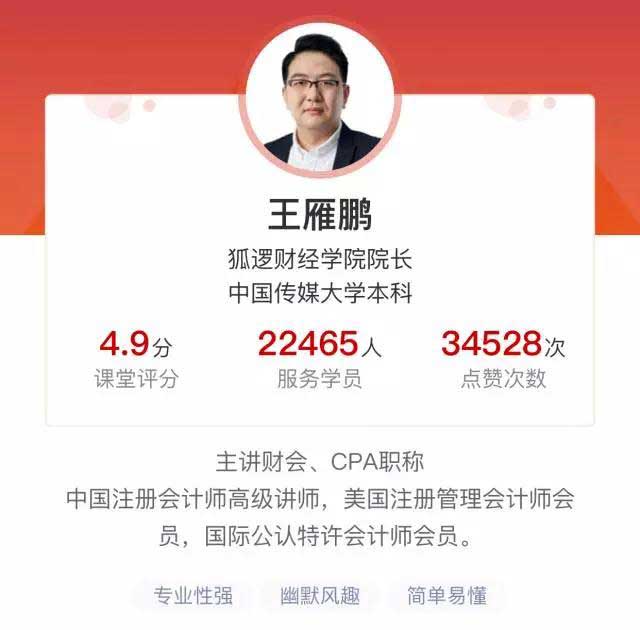 王雁鹏
狐逻财经学院院长
中国传媒大学本科
4.9分 22465人 34528次
课堂评分 服务学员 点赞次数
主讲财会、CPA职称
中国注册会计师高级讲师，美国注册管理会计师会
员，国际公认特许会计师会员。
专业性强 幽默风趣 简单易懂